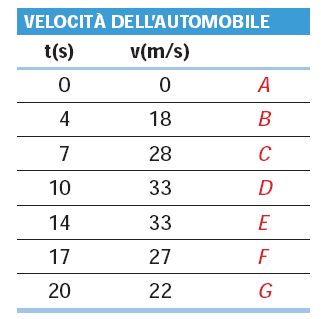 VELOCITÀ DELL'AUTOMOBILE
t(s) v(m/s)
0 0 A
4 18 B
7 28 C
10 33 D
14 33 E
17 27 F
20 22 G